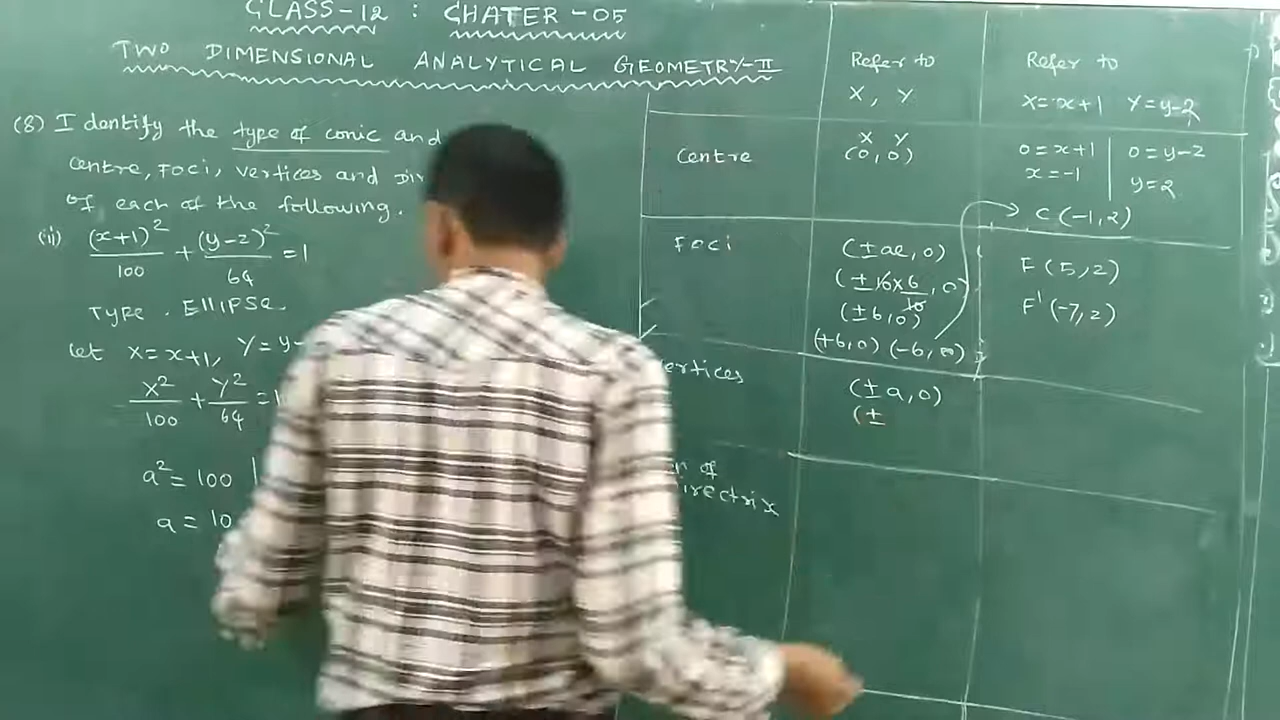 CLASS-12 : CHATER-05
TWO DIMENSIONAL ANALYTICAL GEOMETRY-II
(8) Identify the type of conic and
centre, Foci, vertices and
of each of the following.
(ii) (x+1)²/100 + (y-2)²/64 = 1
Type . Ellipse
let X=x+1, Y=y-
X²/100 + Y²/64 = 1
a² = 100
a = 10
Refer to
X, Y
Refer to
X=x+1 Y=y-2
Centre
X Y
(0,0)
0=x+1 | 0=y-2
x=-1 | y=2
C(-1,2)
Foci
(±ae,0)
(±10×6/10,0)
(±6,0)
(+6,0) (-6,0)
F(5,2)
F'(-7,2)
ertices
(±a,0)
(±
of
irectrix